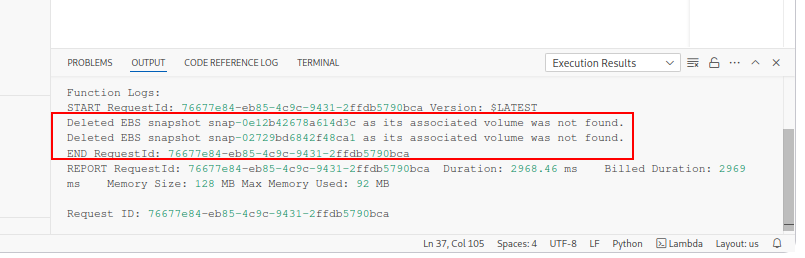 PROBLEMS OUTPUT CODE REFERENCE LOG TERMINAL Execution Results
Function Logs:
START RequestId: 76677e84-eb85-4c9c-9431-2ffdb5790bca Version: $LATEST
Deleted EBS snapshot snap-0e12b42678a614d3c as its associated volume was not found.
Deleted EBS snapshot snap-02729bd6842f48ca1 as its associated volume was not found.
END RequestId: 76677e84-eb85-4c9c-9431-2ffdb5790bca
REPORT RequestId: 76677e84-eb85-4c9c-9431-2ffdb5790bca Duration: 2968.46 ms Billed Duration: 2969
ms Memory Size: 128 MB Max Memory Used: 92 MB
Request ID: 76677e84-eb85-4c9c-9431-2ffdb5790bca
Ln 37, Col 105 Spaces: 4 UTF-8 LF Python Lambda Layout: us